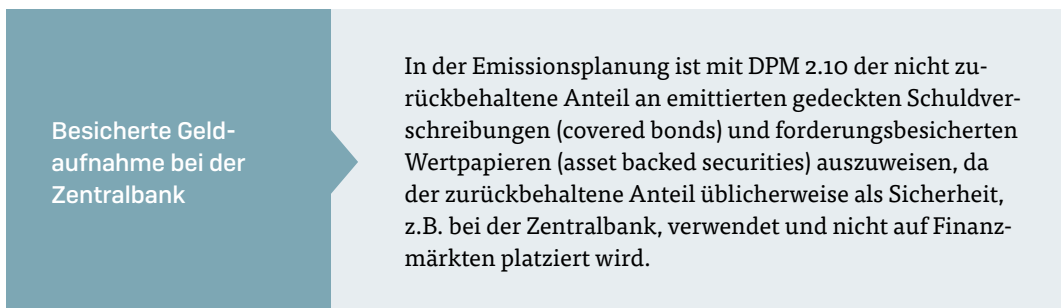 Besicherte Geld-
aufnahme bei der
Zentralbank
In der Emissionsplanung ist mit DPM 2.10 der nicht zu-
rückbehaltene Anteil an emittierten gedeckten Schuldver-
schreibungen (covered bonds) und forderungsbesicherten
Wertpapieren (asset backed securities) auszuweisen, da
der zurückbehaltene Anteil üblicherweise als Sicherheit,
z.B. bei der Zentralbank, verwendet und nicht auf Finanz-
märkten platziert wird.